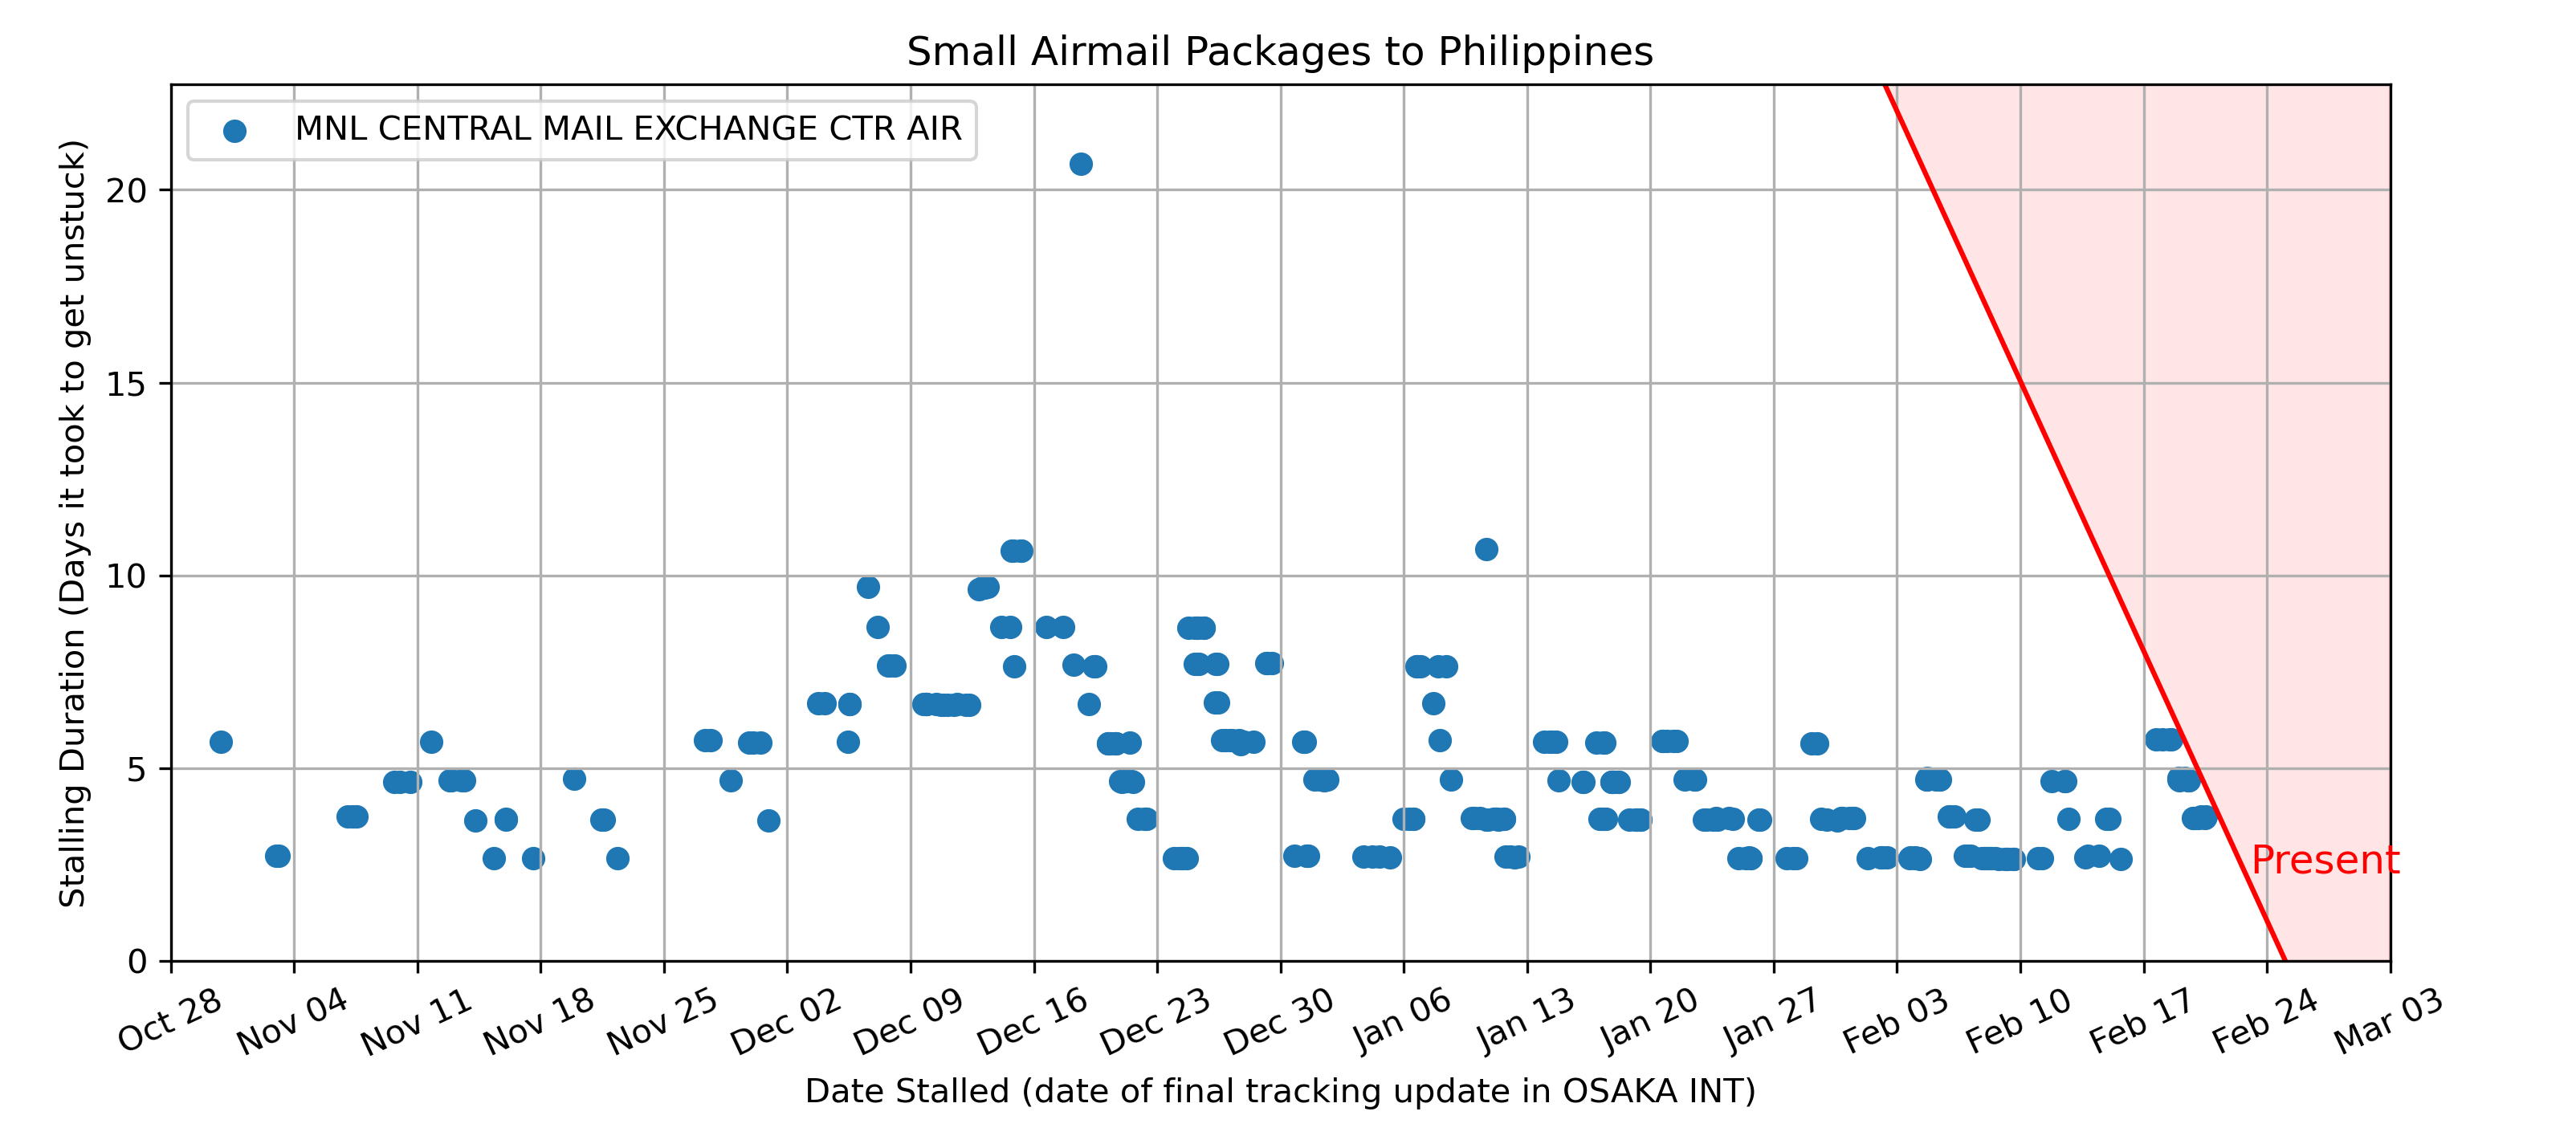 Small Airmail Packages to Philippines
MNL CENTRAL MAIL EXCHANGE CTR AIR
Stalling Duration (Days it took to get unstuck)
20
15
10
5
0
Present
Oct 28
Nov 04
Nov 11
Nov 18
Nov 25
Dec 02
Dec 09
Dec 16
Dec 23
Dec 30
Jan 06
Jan 13
Jan 20
Jan 27
Feb 03
Feb 10
Feb 17
Feb 24
Mar 03
Date Stalled (date of final tracking update in OSAKA INT)